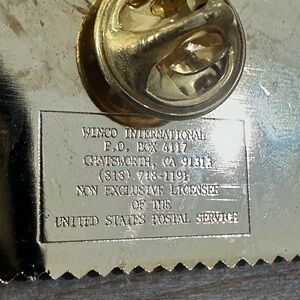 WINCO INTERNATIONAL
P.O. BOX 4117
CHATSWORTH, CA 91313
(818) 718-1191
NON EXCLUSIVE LICENSEE
OF THE
UNITED STATES POSTAL SERVICE